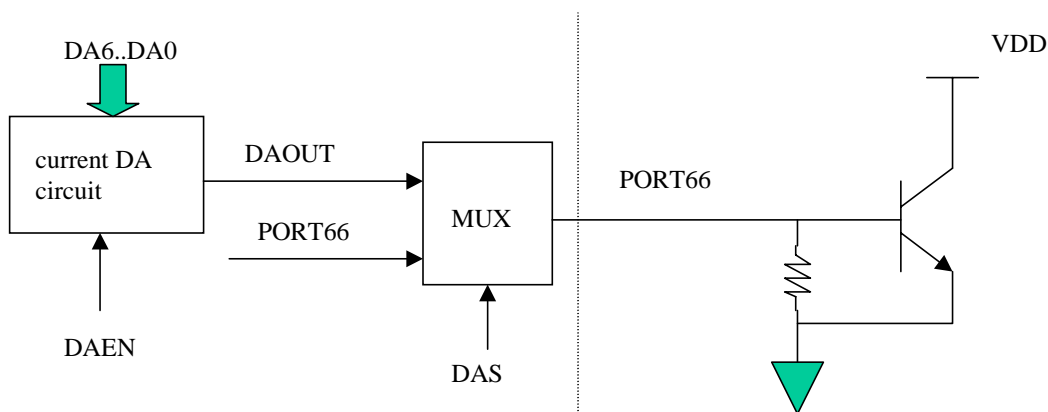 DA6..DA0
VDD
current DA
circuit
DAOUT
PORT66
MUX
PORT66
DAEN
DAS